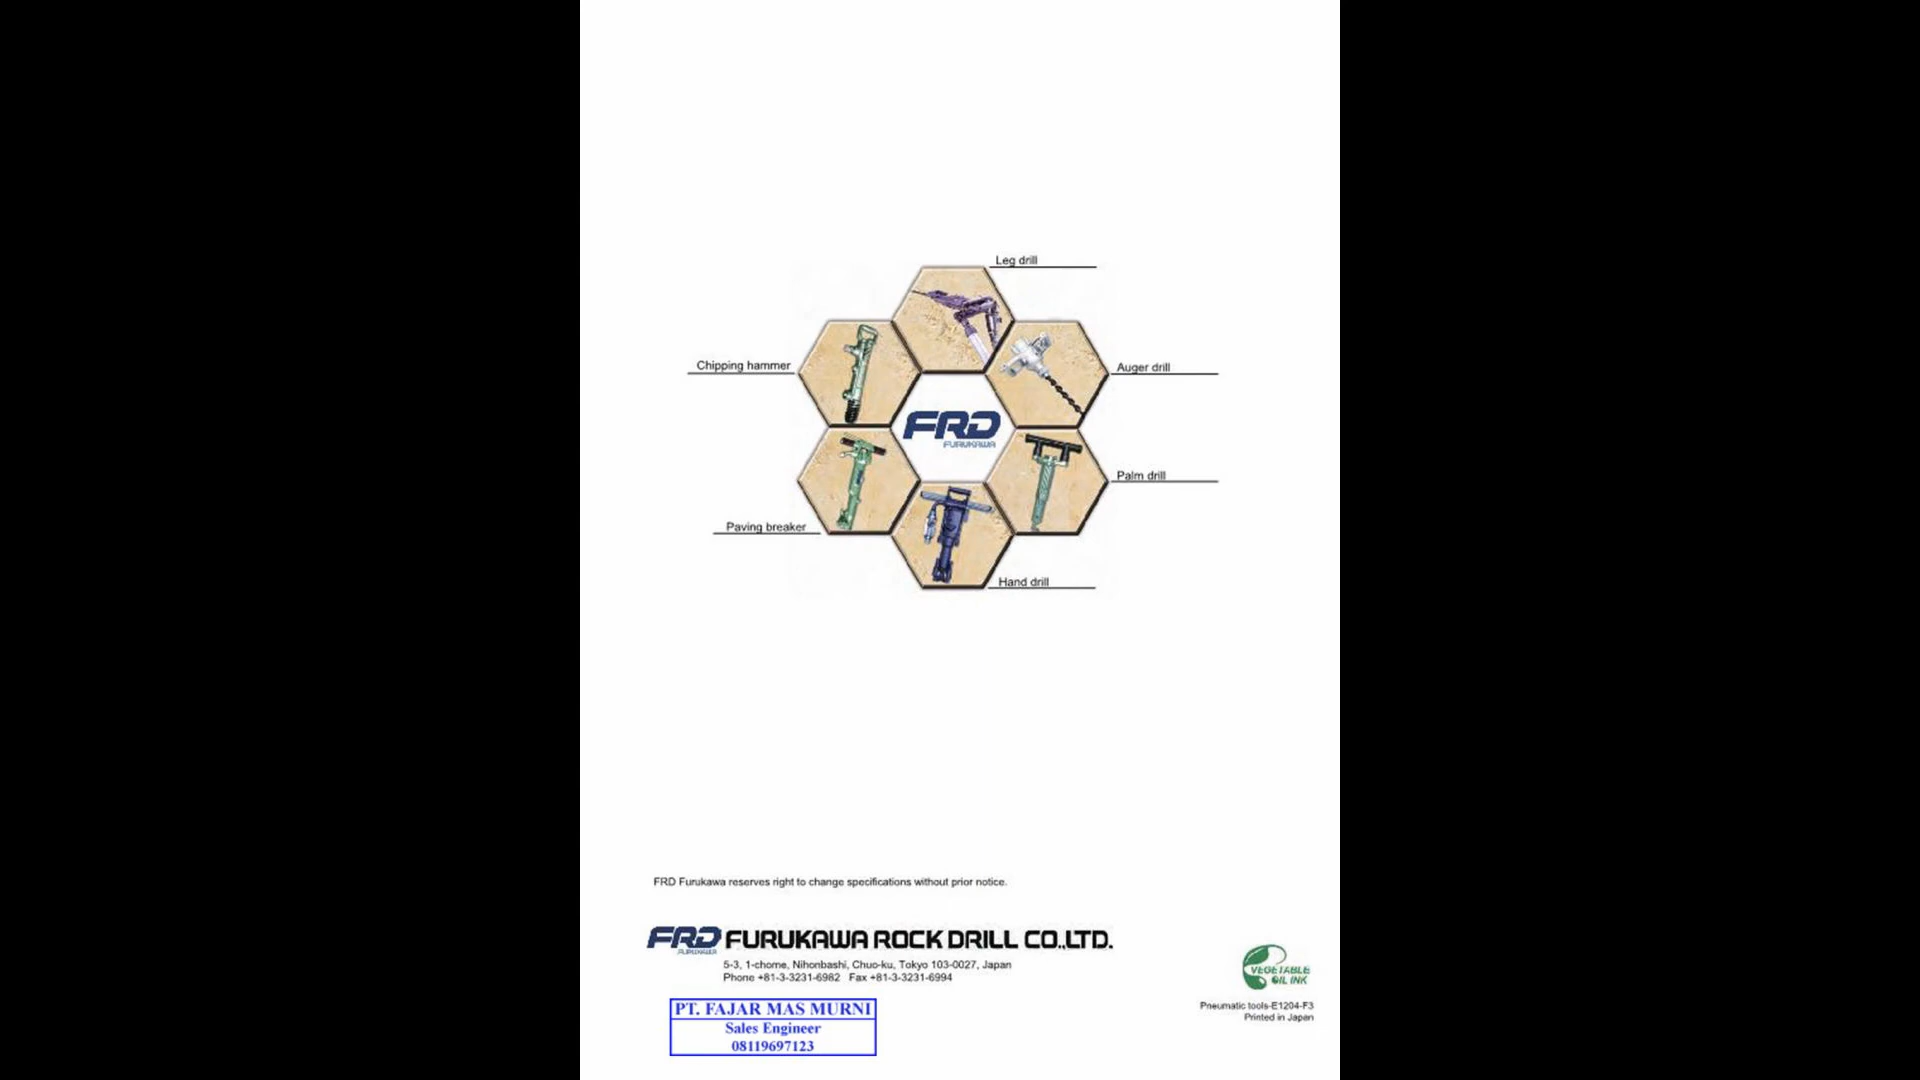 Leg drill
Chipping hammer
Auger drill
FRD
FURUKAWA
Palm drill
Paving breaker
Hand drill
FRD Furukawa reserves right to change specifications without prior notice.
FRD FURUKAWA ROCK DRILL CO.,LTD.
FURUKAWA
5-3, 1-chome, Nihonbashi, Chuo-ku, Tokyo 103-0027, Japan
Phone +81-3-3231-6982 Fax +81-3-3231-6994
VEGETABLE
OIL INK
PT. FAJAR MAS MURNI
Sales Engineer
08119697123
Pneumatic tools-E1204-F3
Printed in Japan